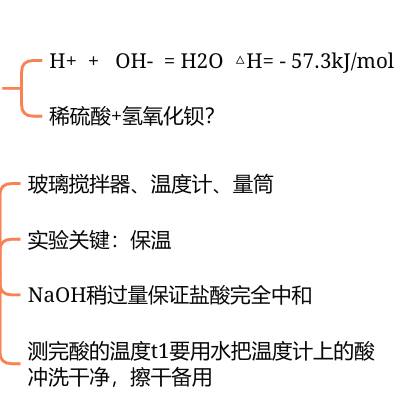 H+ + OH- = H2O △H= - 57.3kJ/mol
稀硫酸+氢氧化钡?
玻璃搅拌器、温度计、量筒
实验关键：保温
NaOH稍过量保证盐酸完全中和
测完酸的温度t1要用水把温度计上的酸
冲洗干净，擦干备用